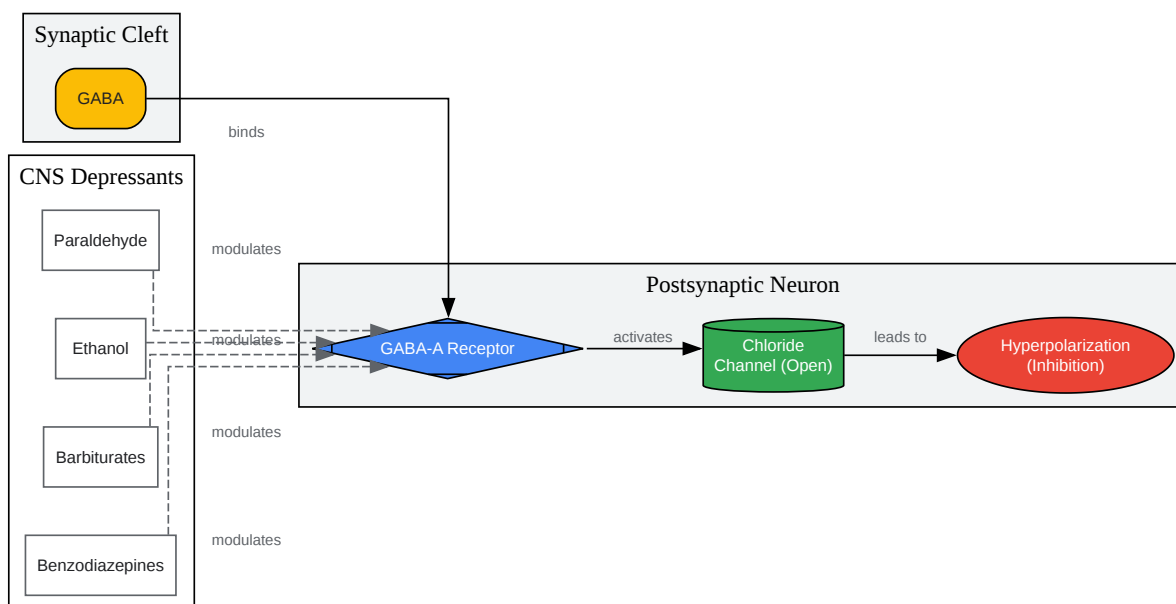 Synaptic Cleft
GABA
binds
CNS Depressants
Paraldehyde
modulates
Ethanol
modulates
Barbiturates
modulates
Benzodiazepines
modulates
Postsynaptic Neuron
GABA-A Receptor
activates
Chloride
Channel (Open)
leads to
Hyperpolarization
(Inhibition)